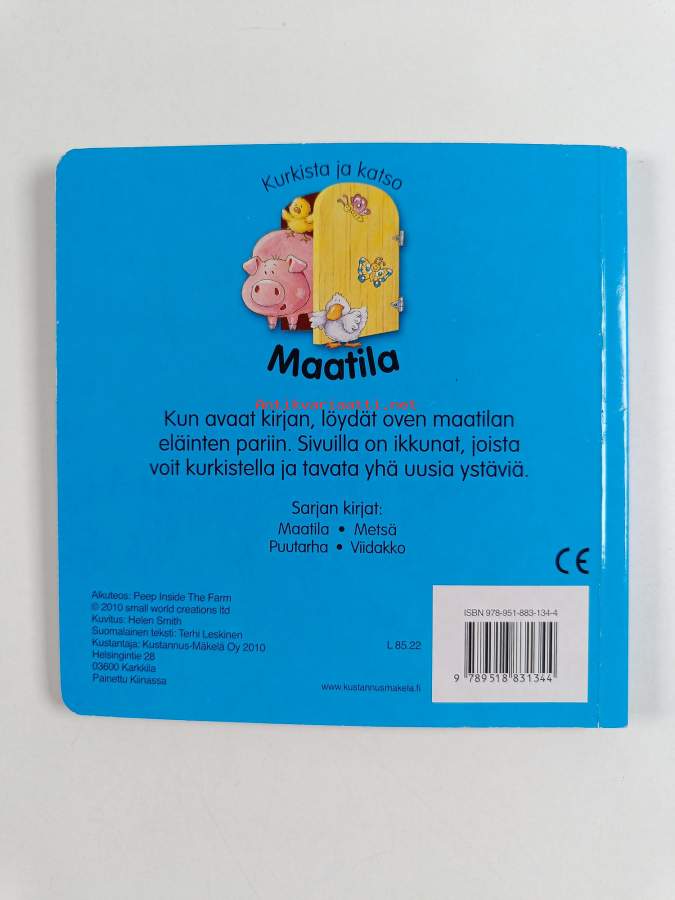 Kurkista ja katso
Maatila
Antikvariaatti.net
Kun avaat kirjan, löydät oven maatilan
eläinten pariin. Sivuilla on ikkunat, joista
voit kurkistella ja tavata yhä uusia ystäviä.
Sarjan kirjat:
Maatila • Metsä
Puutarha • Viidakko
CE
Alkuteos: Peep Inside The Farm
© 2010 small world creations ltd
Kuvitus: Helen Smith
Suomalainen teksti: Terhi Leskinen
Kustantaja: Kustannus-Mäkelä Oy 2010
Helsingintie 28
03600 Karkkila
Painettu Kiinassa
L 85.22
www.kustannusmakela.fi
ISBN 978-951-883-134-4
9 789518 831344